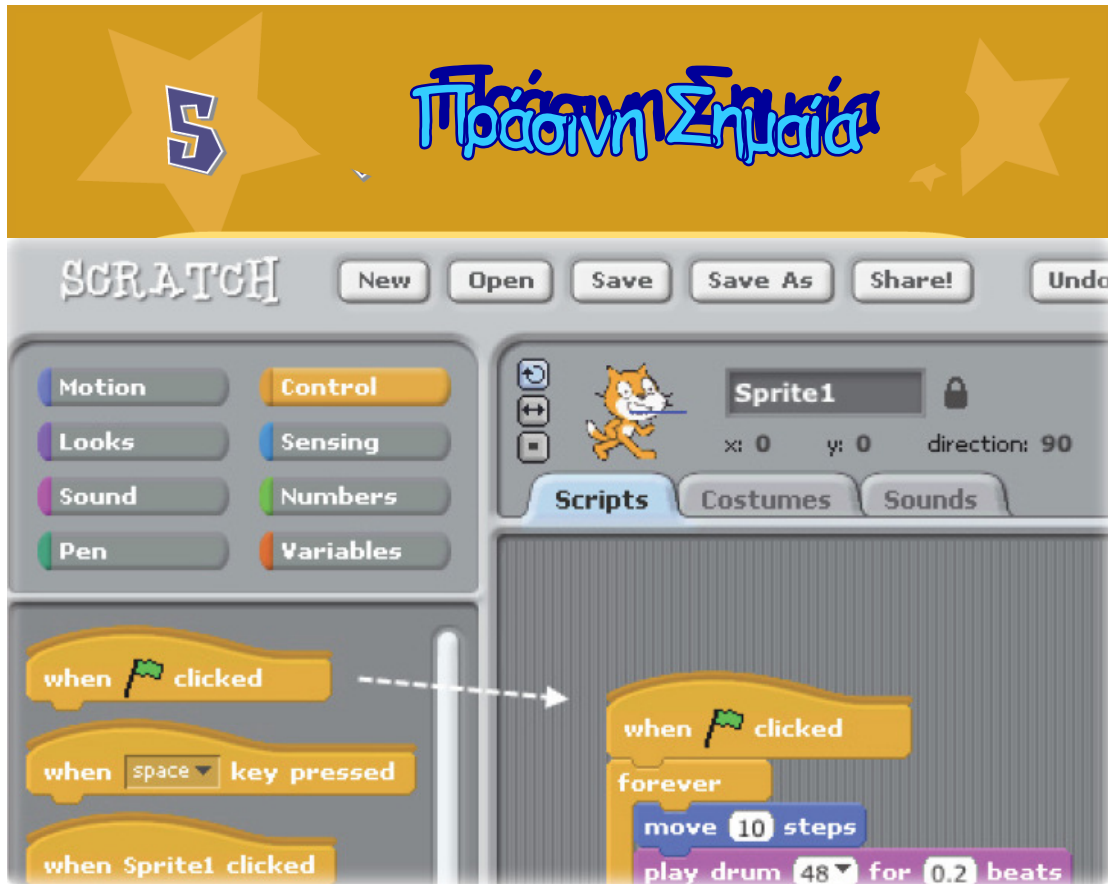 5
Πράσινη Σημαία
SCRATCH
New Open Save Save As Share! Undo
Motion Control
Looks Sensing
Sound Numbers
Pen Variables
Sprite1
x: 0 y: 0 direction: 90
Scripts Costumes Sounds
when clicked
when space key pressed
when Sprite1 clicked
when clicked
forever
move 10 steps
play drum 48 for 0.2 beats